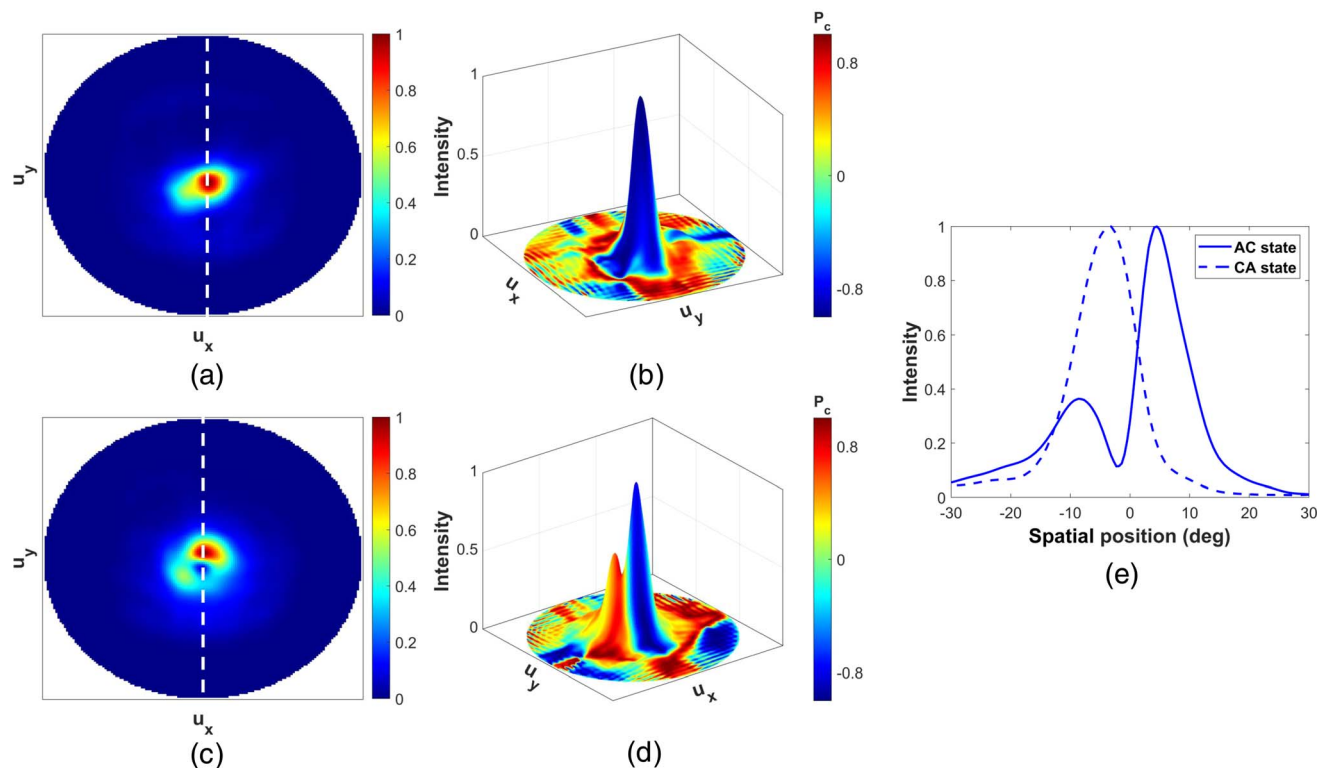 1
0.8
0.6
0.4
0.2
0
u_y
u_x
(a)
P_c
1
0.5
0
Intensity
u_x
u_y
0.8
0
-0.8
(b)
1
0.8
0.6
0.4
0.2
0
u_y
u_x
(c)
P_c
1
0.5
0
Intensity
u_y
u_x
0.8
0
-0.8
(d)
AC state
CA state
1
0.8
0.6
0.4
0.2
0
Intensity
-30 -20 -10 0 10 20 30
Spatial position (deg)
(e)